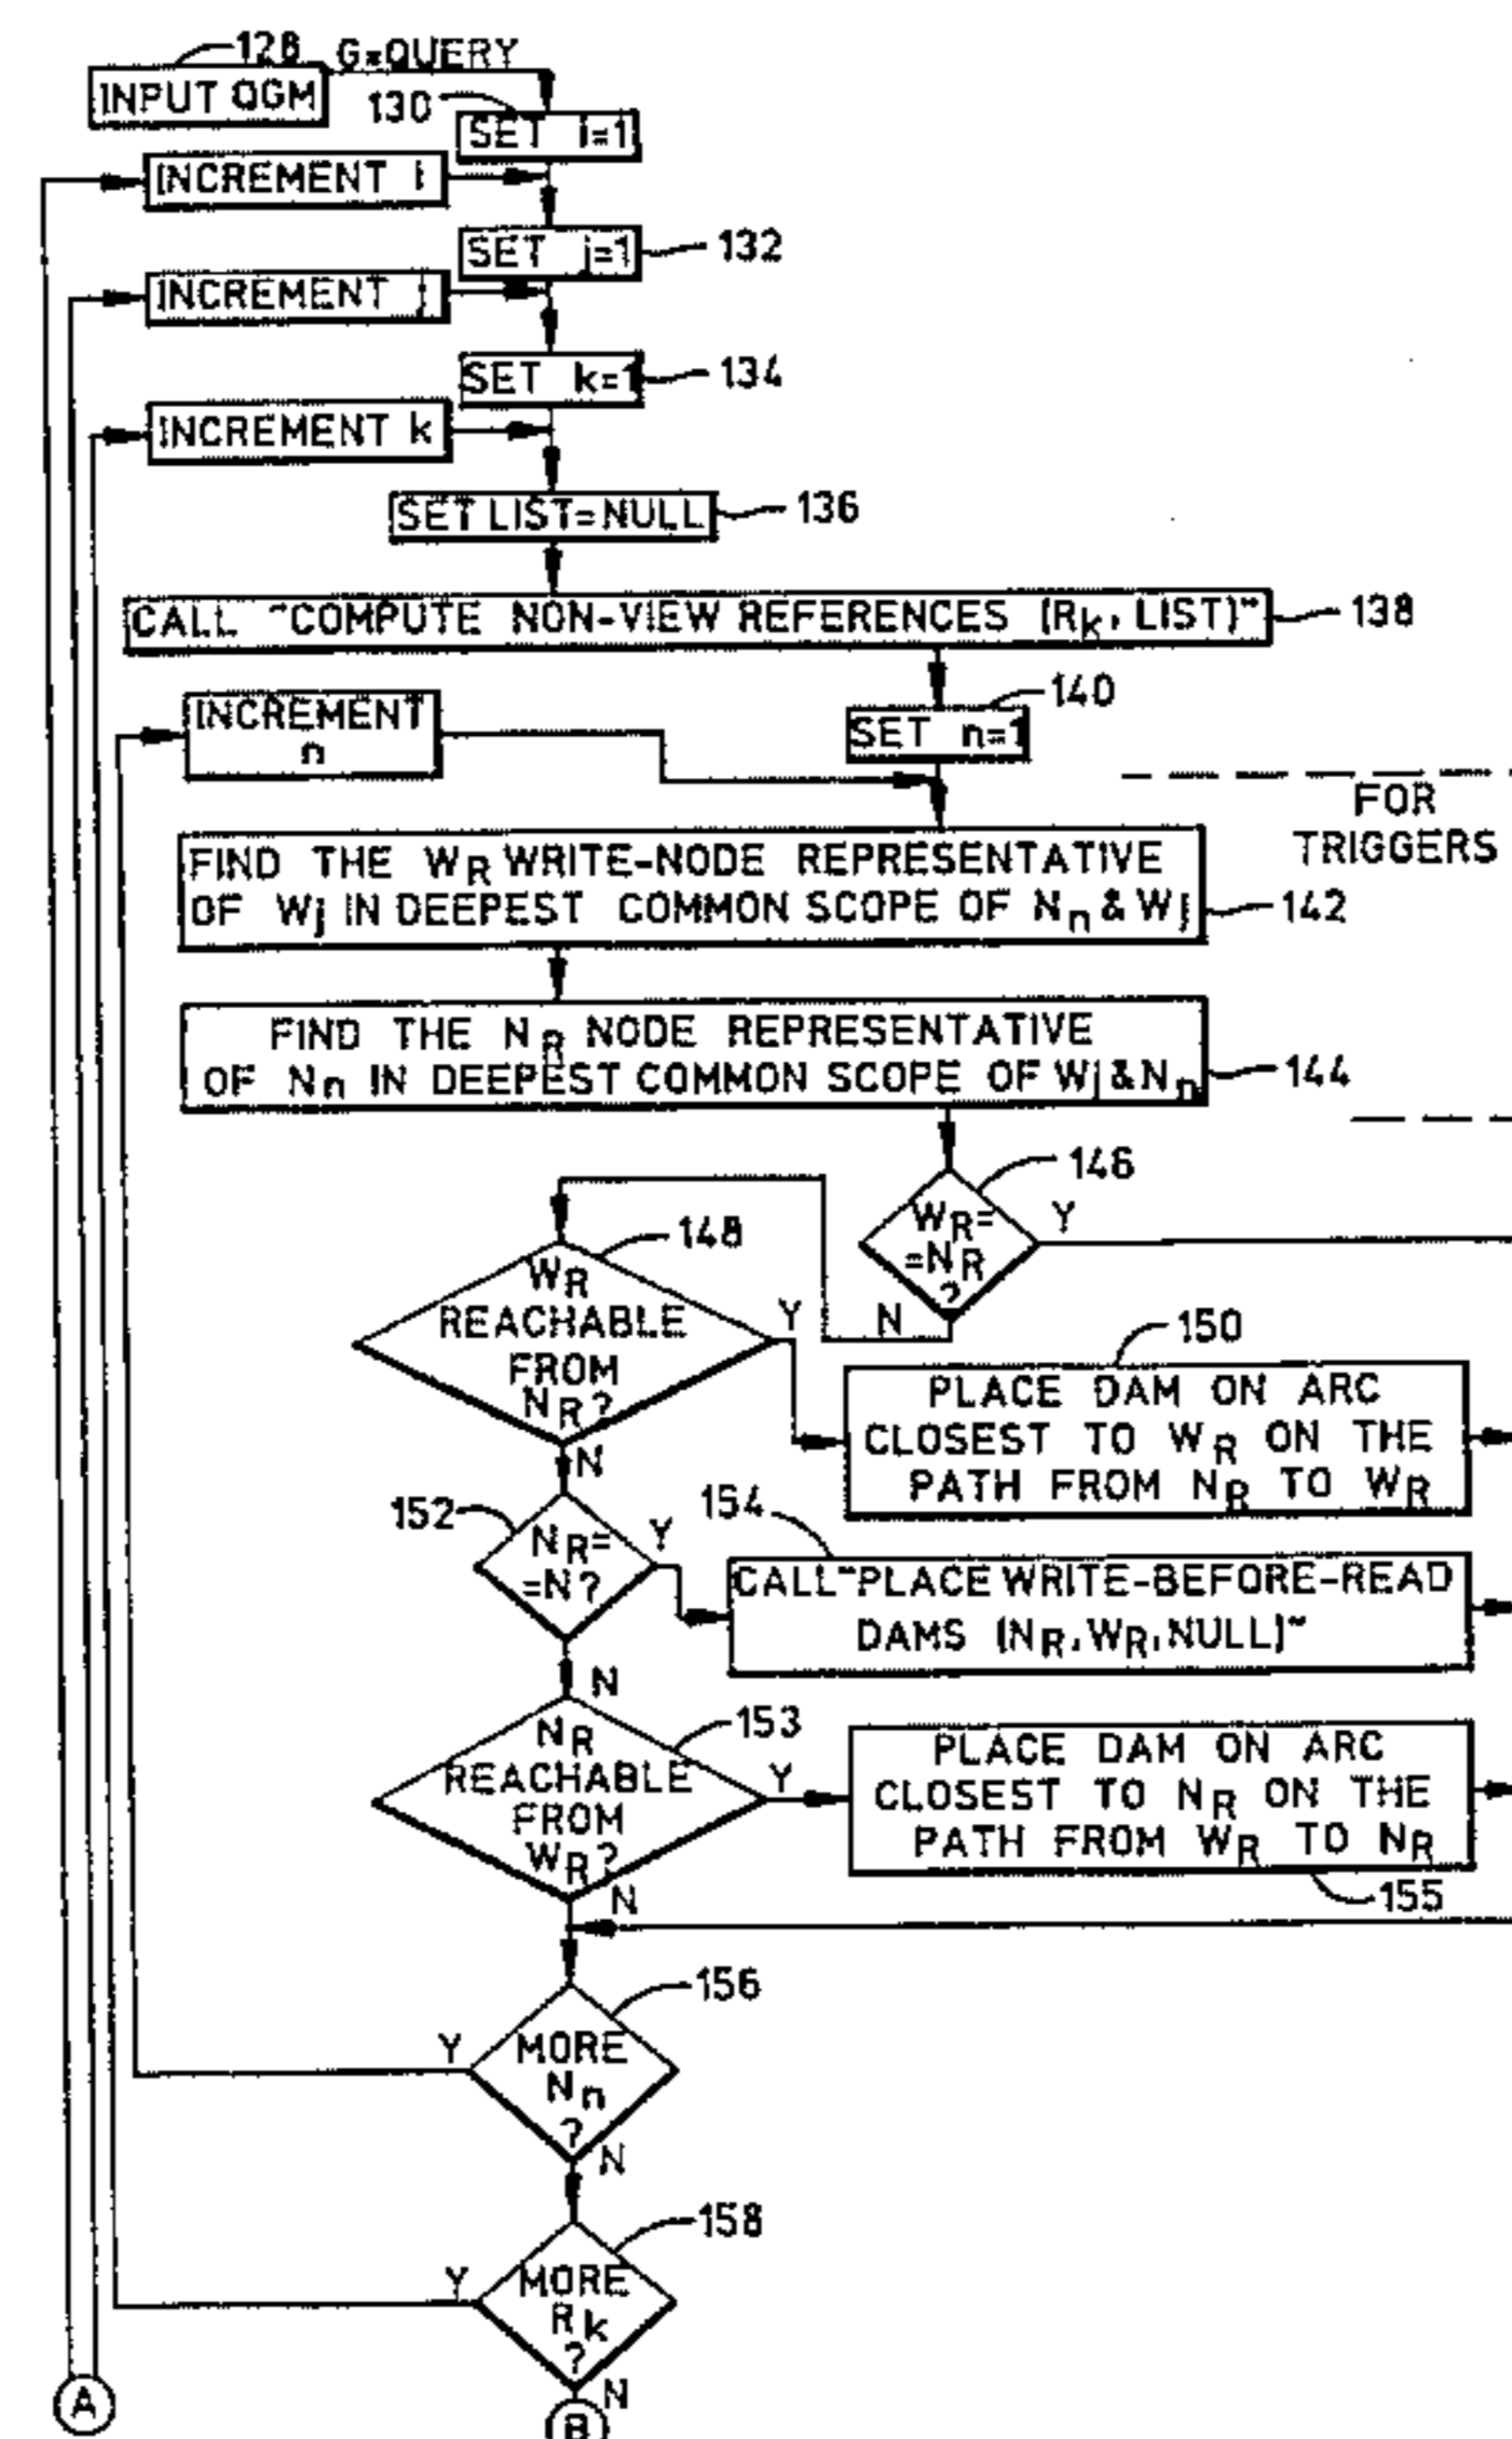 128 G=QUERY
INPUT QGM
130
SET i=1
INCREMENT i
SET j=1
132
INCREMENT j
SET k=1
134
INCREMENT k
SET LIST=NULL
136
CALL "COMPUTE NON-VIEW REFERENCES (Rk, LIST)"
138
140
INCREMENT
n
SET n=1
FOR
TRIGGERS
FIND THE WR WRITE-NODE REPRESENTATIVE
OF Wj IN DEEPEST COMMON SCOPE OF Nn & Wj
142
FIND THE NR NODE REPRESENTATIVE
OF Nn IN DEEPEST COMMON SCOPE OF Wj & Nn
144
146
WR=
=NR
?
Y
N
148
WR
REACHABLE
FROM
NR?
Y
N
150
PLACE DAM ON ARC
CLOSEST TO WR ON THE
PATH FROM NR TO WR
152
NR=
=N?
Y
N
154
CALL "PLACE WRITE-BEFORE-READ
DAMS (NR, WR, NULL)"
153
NR
REACHABLE
FROM
WR?
Y
N
PLACE DAM ON ARC
CLOSEST TO NR ON THE
PATH FROM WR TO NR
155
156
MORE
Nn
?
Y
N
158
MORE
Rk
?
Y
N
A
B